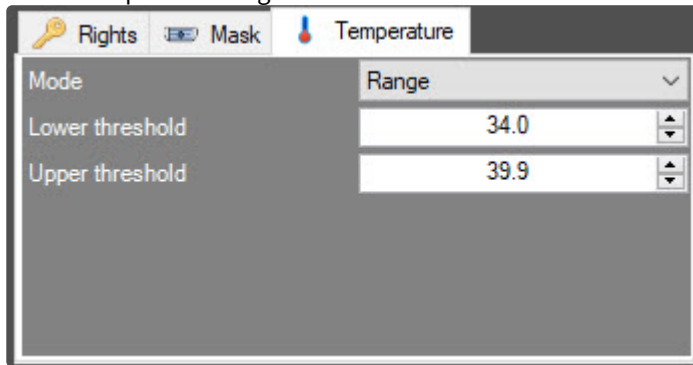 Rights Mask Temperature
Mode Range
Lower threshold 34.0
Upper threshold 39.9